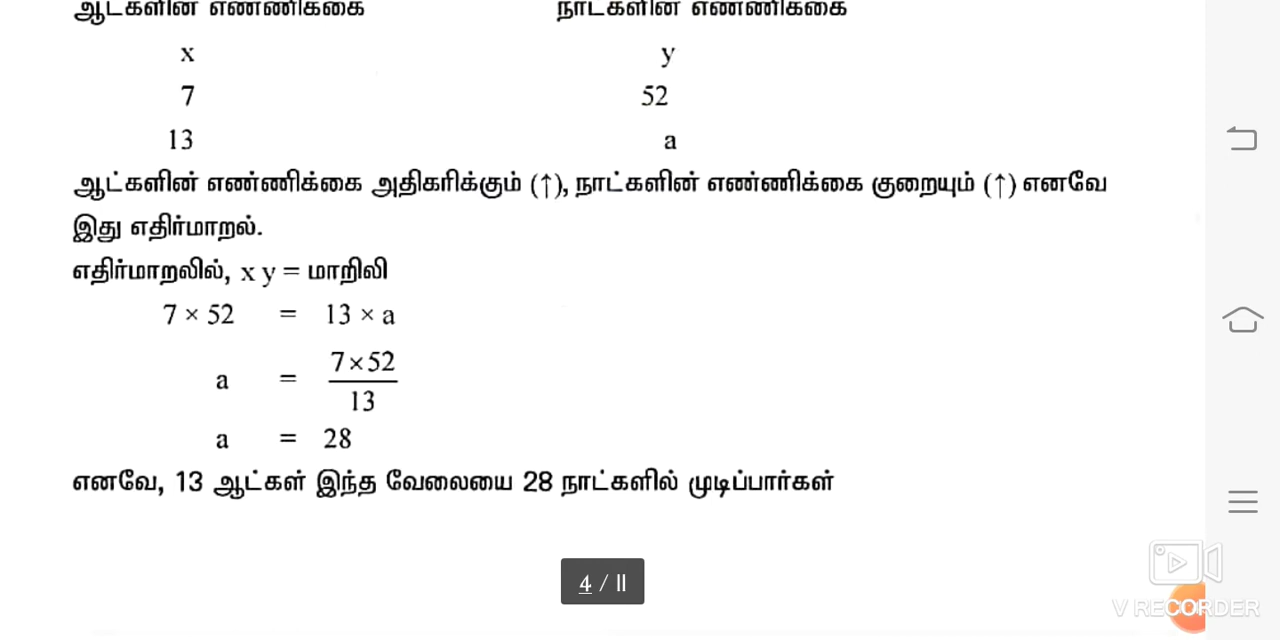 ஆட்களின் எண்ணிக்கை நாட்களின் எண்ணிக்கை
x y
7 52
13 a
ஆட்களின் எண்ணிக்கை அதிகரிக்கும் (↑), நாட்களின் எண்ணிக்கை குறையும் (↑) எனவே
இது எதிர்மாறல்.
எதிர்மாறலில், x y = மாறிலி
7 × 52 = 13 × a
a = 7×52
13
a = 28
எனவே, 13 ஆட்கள் இந்த வேலையை 28 நாட்களில் முடிப்பார்கள்
4 / 11
V RECORDER